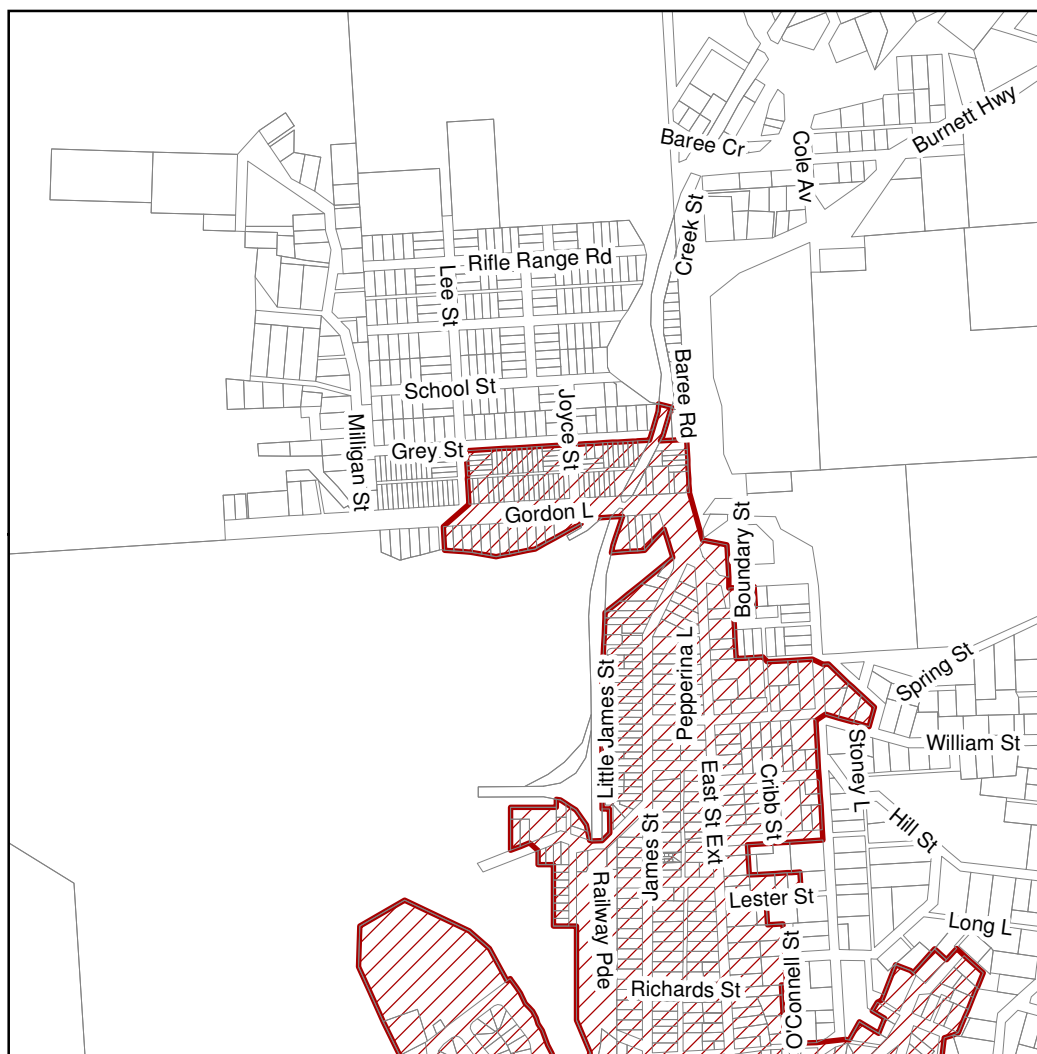 Burnett Hwy
Baree Cr
Cole Av
Creek St
Rifle Range Rd
Lee St
Baree Rd
School St
Joyce St
Milligan St
Grey St
Gordon L
Boundary St
Spring St
Pepperina L
Little James St
William St
Stoney L
East St Ext
Cribb St
Hill St
James St
Railway Pde
Lester St
Long L
O'Connell St
Richards St